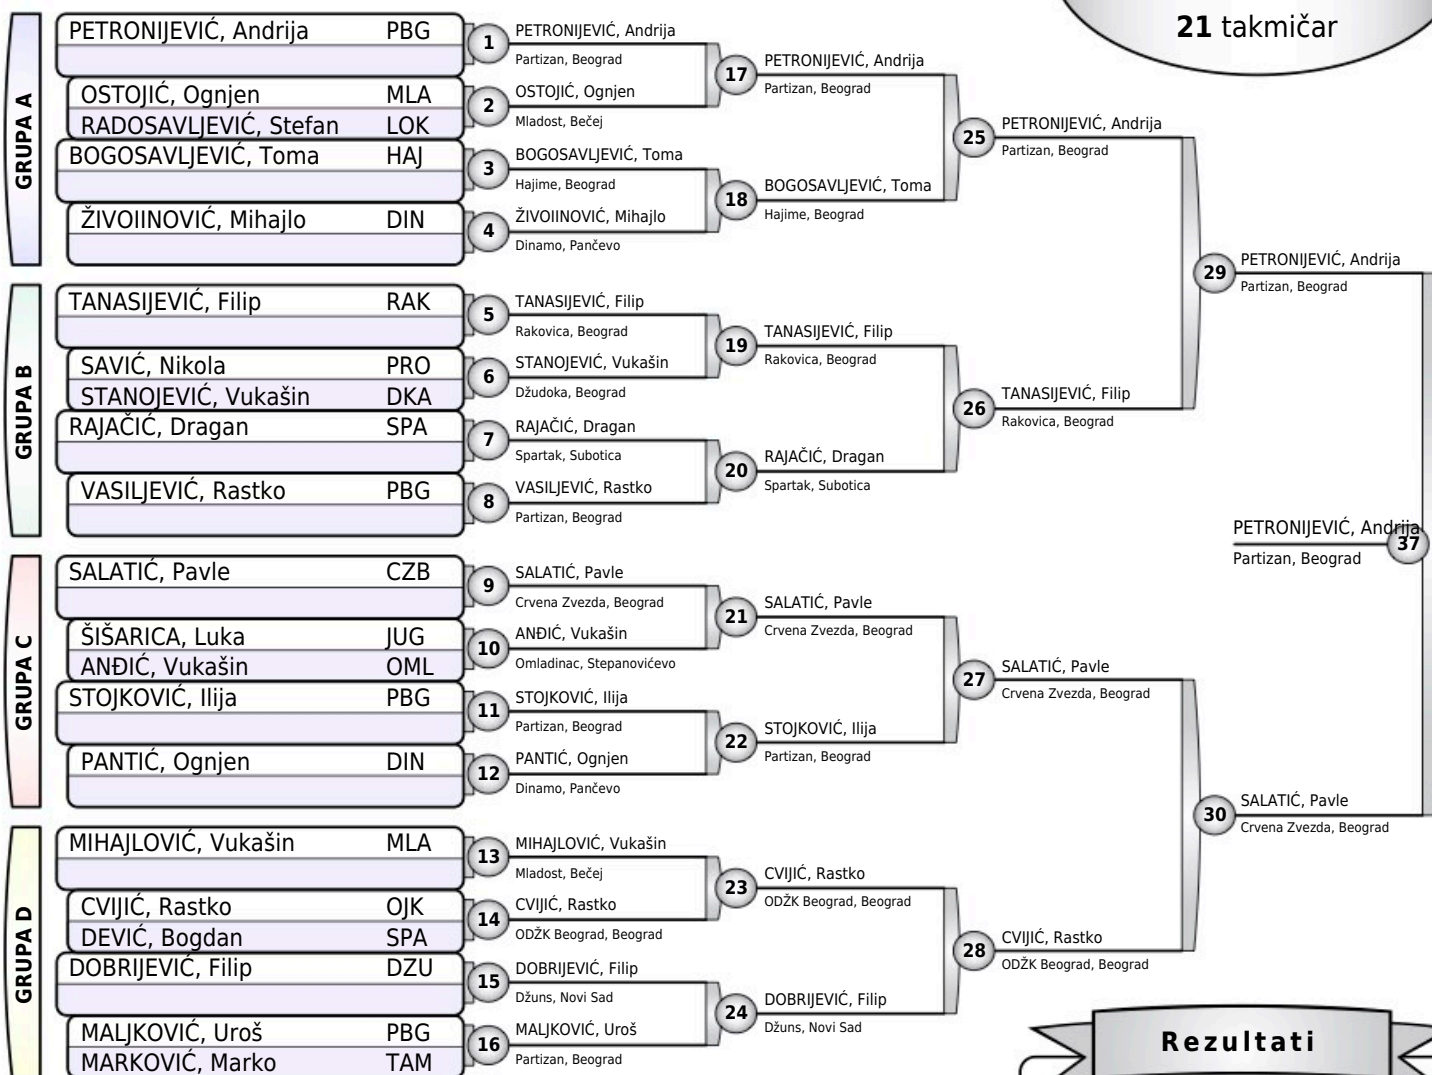 21 takmičar
GRUPA A
PETRONIJEVIĆ, Andrija PBG
OSTOJIĆ, Ognjen MLA
RADOSAVLJEVIĆ, Stefan LOK
BOGOSAVLJEVIĆ, Toma HAJ
ŽIVOIINOVIĆ, Mihajlo DIN
GRUPA B
TANASIJEVIĆ, Filip RAK
SAVIĆ, Nikola PRO
STANOJEVIĆ, Vukašin DKA
RAJAČIĆ, Dragan SPA
VASILJEVIĆ, Rastko PBG
GRUPA C
SALATIĆ, Pavle CZB
ŠIŠARICA, Luka JUG
ANĐIĆ, Vukašin OML
STOJKOVIĆ, Ilija PBG
PANTIĆ, Ognjen DIN
GRUPA D
MIHAJLOVIĆ, Vukašin MLA
CVIJIĆ, Rastko OJK
DEVIĆ, Bogdan SPA
DOBRIJEVIĆ, Filip DZU
MALJKOVIĆ, Uroš PBG
MARKOVIĆ, Marko TAM
1 PETRONIJEVIĆ, Andrija
Partizan, Beograd
2 OSTOJIĆ, Ognjen
Mladost, Bečej
3 BOGOSAVLJEVIĆ, Toma
Hajime, Beograd
4 ŽIVOIINOVIĆ, Mihajlo
Dinamo, Pančevo
5 TANASIJEVIĆ, Filip
Rakovica, Beograd
6 STANOJEVIĆ, Vukašin
Džudoka, Beograd
7 RAJAČIĆ, Dragan
Spartak, Subotica
8 VASILJEVIĆ, Rastko
Partizan, Beograd
9 SALATIĆ, Pavle
Crvena Zvezda, Beograd
10 ANĐIĆ, Vukašin
Omladinac, Stepanovićevo
11 STOJKOVIĆ, Ilija
Partizan, Beograd
12 PANTIĆ, Ognjen
Dinamo, Pančevo
13 MIHAJLOVIĆ, Vukašin
Mladost, Bečej
14 CVIJIĆ, Rastko
ODŽK Beograd, Beograd
15 DOBRIJEVIĆ, Filip
Džuns, Novi Sad
16 MALJKOVIĆ, Uroš
Partizan, Beograd
17 PETRONIJEVIĆ, Andrija
Partizan, Beograd
18 BOGOSAVLJEVIĆ, Toma
Hajime, Beograd
19 TANASIJEVIĆ, Filip
Rakovica, Beograd
20 RAJAČIĆ, Dragan
Spartak, Subotica
21 SALATIĆ, Pavle
Crvena Zvezda, Beograd
22 STOJKOVIĆ, Ilija
Partizan, Beograd
23 CVIJIĆ, Rastko
ODŽK Beograd, Beograd
24 DOBRIJEVIĆ, Filip
Džuns, Novi Sad
25 PETRONIJEVIĆ, Andrija
Partizan, Beograd
26 TANASIJEVIĆ, Filip
Rakovica, Beograd
27 SALATIĆ, Pavle
Crvena Zvezda, Beograd
28 CVIJIĆ, Rastko
ODŽK Beograd, Beograd
29 PETRONIJEVIĆ, Andrija
Partizan, Beograd
30 SALATIĆ, Pavle
Crvena Zvezda, Beograd
PETRONIJEVIĆ, Andrija
Partizan, Beograd 37
Rezultati